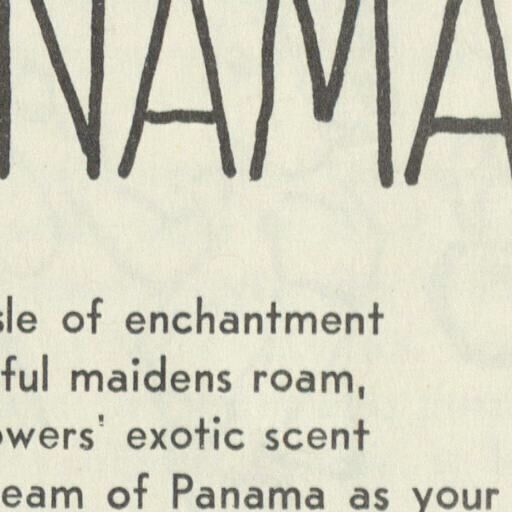 NAMA
sle of enchantment
ful maidens roam,
owers' exotic scent
eam of Panama as your